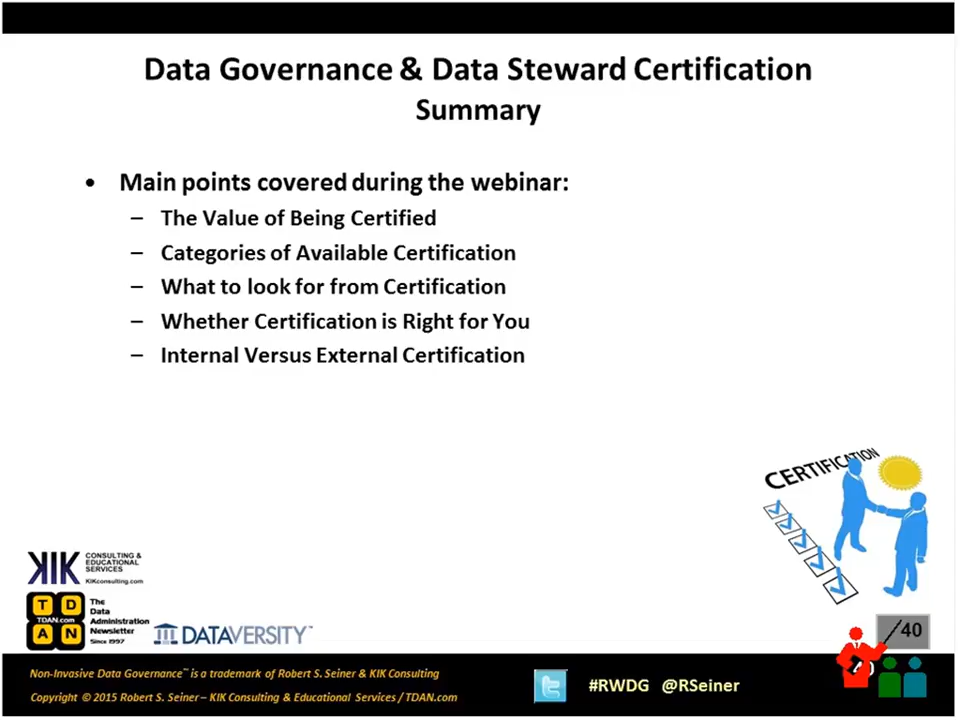 Data Governance & Data Steward Certification
Summary
• Main points covered during the webinar:
– The Value of Being Certified
– Categories of Available Certification
– What to look for from Certification
– Whether Certification is Right for You
– Internal Versus External Certification
CERTIFICATION
KIK CONSULTING &
EDUCATIONAL
SERVICES
KIKconsulting.com
T D
TDAN.com
A N
The
Data
Administration
Newsletter
Since 1997
DATAVERSITY™
/40
40
Non-Invasive Data Governance™ is a trademark of Robert S. Seiner & KIK Consulting
Copyright © 2015 Robert S. Seiner – KIK Consulting & Educational Services / TDAN.com
#RWDG @RSeiner